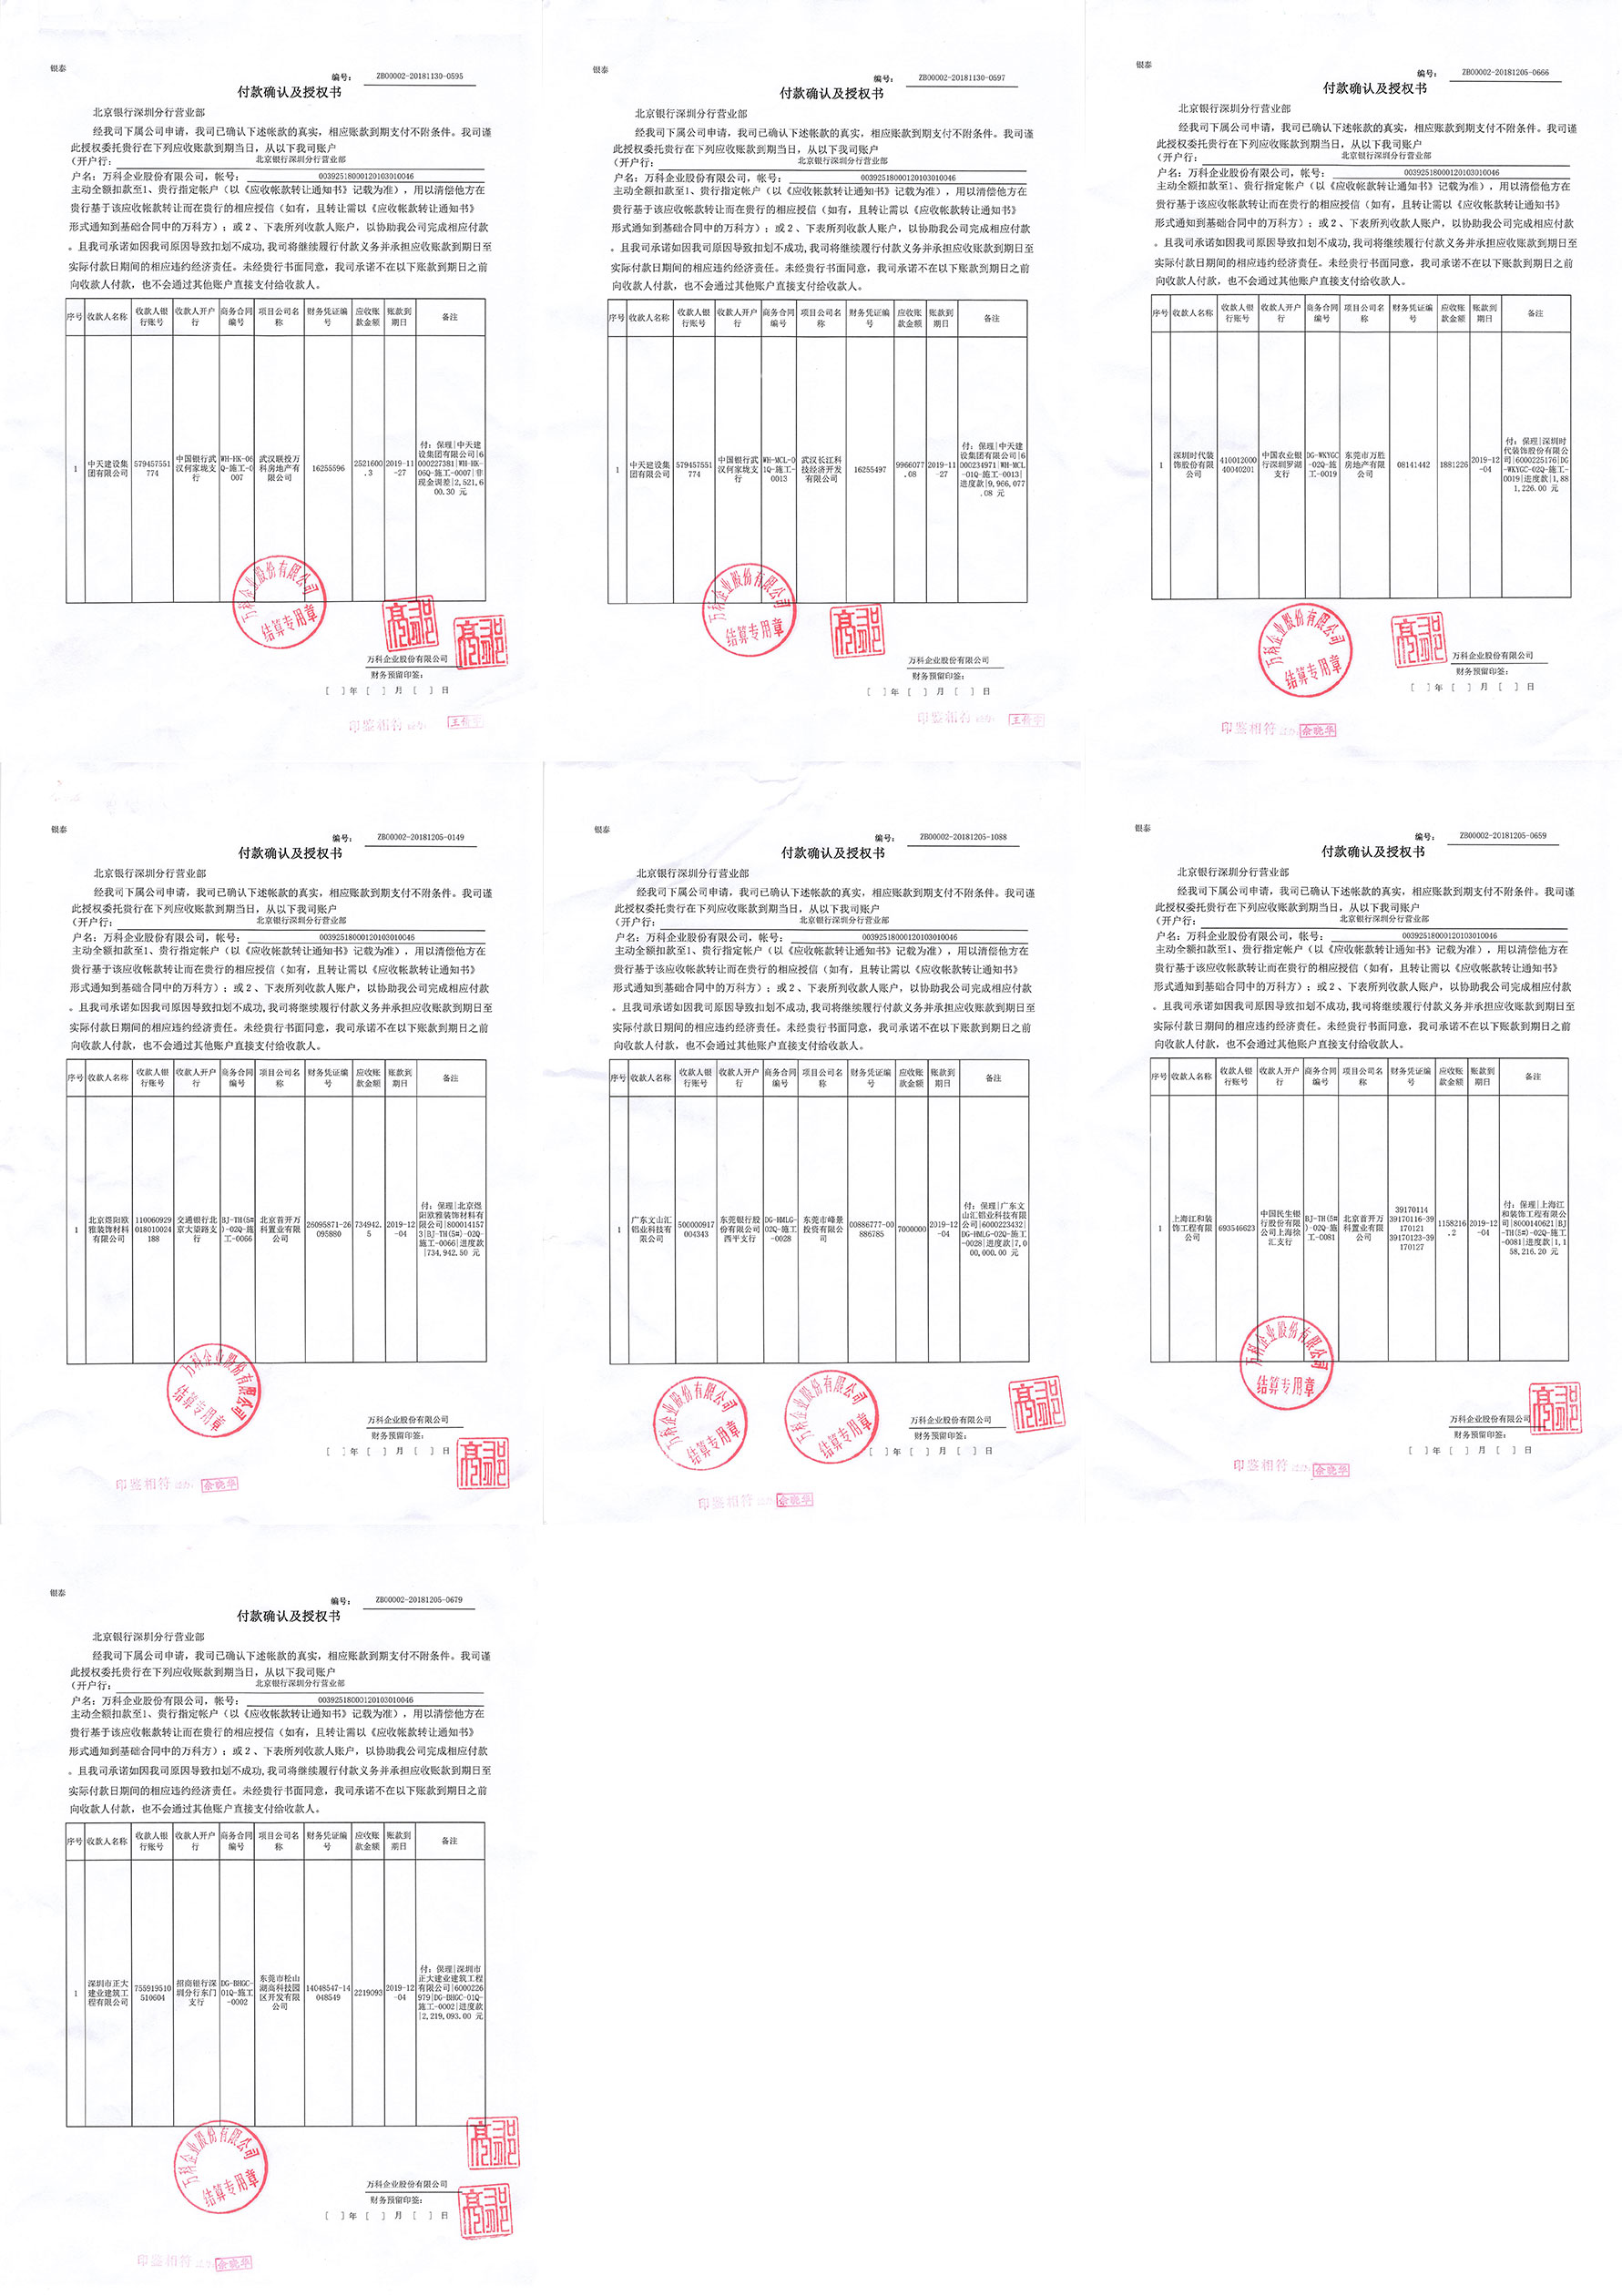 银泰
编号： ZB00002-20181130-0595
付款确认及授权书
北京银行深圳分行营业部
经我司下属公司申请，我司已确认下述帐款的真实，相应账款到期支付不附条件。我司谨
此授权委托贵行在下列应收账款到期当日，从以下我司账户
（开户行： 北京银行深圳分行营业部
户名：万科企业股份有限公司，帐号： 00392518000120103010046
主动全额扣款至1、贵行指定帐户（以《应收帐款转让通知书》记载为准），用以清偿他方在
贵行基于该应收帐款转让而在贵行的相应授信（如有，且转让需以《应收帐款转让通知书》
形式通知到基础合同中的万科方）；或2、下表所列收款人账户，以协助我公司完成相应付款
。且我司承诺如因我司原因导致扣划不成功,我司将继续履行付款义务并承担应收账款到期日至
实际付款日期间的相应违约经济责任。未经贵行书面同意，我司承诺不在以下账款到期日之前
向收款人付款，也不会通过其他账户直接支付给收款人。
序号 收款人名称 收款人银行账号 收款人开户行 商务合同编号 项目公司名称 财务凭证编号 应收账款金额 账款到期日 备注
1 中天建设集团有限公司 579457551774 中国银行武汉何家垅支行 WH-HK-06Q-施工-0007 武汉联投万科房地产有限公司 16255596 2521600.3 2019-11-27 付：保理|中天建设集团有限公司|6000227381|WH-HK-06Q-施工-0007|非现金调差|2,521,600.30 元
万科企业股份有限公司
结算专用章
万科企业股份有限公司
财务预留印签：
[ ]年 [ ]月 [ ]日
印鉴相符
银泰
编号： ZB00002-20181130-0597
付款确认及授权书
北京银行深圳分行营业部
经我司下属公司申请，我司已确认下述帐款的真实，相应账款到期支付不附条件。我司谨
此授权委托贵行在下列应收账款到期当日，从以下我司账户
（开户行： 北京银行深圳分行营业部
户名：万科企业股份有限公司，帐号： 00392518000120103010046
主动全额扣款至1、贵行指定帐户（以《应收帐款转让通知书》记载为准），用以清偿他方在
贵行基于该应收帐款转让而在贵行的相应授信（如有，且转让需以《应收帐款转让通知书》
形式通知到基础合同中的万科方）；或2、下表所列收款人账户，以协助我公司完成相应付款
。且我司承诺如因我司原因导致扣划不成功,我司将继续履行付款义务并承担应收账款到期日至
实际付款日期间的相应违约经济责任。未经贵行书面同意，我司承诺不在以下账款到期日之前
向收款人付款，也不会通过其他账户直接支付给收款人。
序号 收款人名称 收款人银行账号 收款人开户行 商务合同编号 项目公司名称 财务凭证编号 应收账款金额 账款到期日 备注
1 中天建设集团有限公司 579457551774 中国银行武汉何家垅支行 WH-MCL-01Q-施工-0013 武汉长江科技经济开发有限公司 16255497 9966077.08 2019-11-27 付：保理|中天建设集团有限公司|6000234971|WH-MCL-01Q-施工-0013|进度款|9,966,077.08 元
万科企业股份有限公司
结算专用章
万科企业股份有限公司
财务预留印签：
[ ]年 [ ]月 [ ]日
印鉴相符
银泰
编号： ZB00002-20181205-0666
付款确认及授权书
北京银行深圳分行营业部
经我司下属公司申请，我司已确认下述帐款的真实，相应账款到期支付不附条件。我司谨
此授权委托贵行在下列应收账款到期当日，从以下我司账户
（开户行： 北京银行深圳分行营业部
户名：万科企业股份有限公司，帐号： 00392518000120103010046
主动全额扣款至1、贵行指定帐户（以《应收帐款转让通知书》记载为准），用以清偿他方在
贵行基于该应收帐款转让而在贵行的相应授信（如有，且转让需以《应收帐款转让通知书》
形式通知到基础合同中的万科方）；或2、下表所列收款人账户，以协助我公司完成相应付款
。且我司承诺如因我司原因导致扣划不成功,我司将继续履行付款义务并承担应收账款到期日至
实际付款日期间的相应违约经济责任。未经贵行书面同意，我司承诺不在以下账款到期日之前
向收款人付款，也不会通过其他账户直接支付给收款人。
序号 收款人名称 收款人银行账号 收款人开户行 商务合同编号 项目公司名称 财务凭证编号 应收账款金额 账款到期日 备注
1 深圳时代装饰股份有限公司 41001200040040201 中国农业银行深圳罗湖支行 DG-WKYGC-02Q-施工-0019 东莞市万胜房地产有限公司 08141442 1881226 2019-12-04 付：保理|深圳时代装饰股份有限公司|6000225176|DG-WKYGC-02Q-施工-0019|进度款|1,881,226.00 元
万科企业股份有限公司
结算专用章
万科企业股份有限公司
财务预留印签：
[ ]年 [ ]月 [ ]日
印鉴相符 余晓华
银泰
编号： ZB00002-20181205-0149
付款确认及授权书
北京银行深圳分行营业部
经我司下属公司申请，我司已确认下述帐款的真实，相应账款到期支付不附条件。我司谨
此授权委托贵行在下列应收账款到期当日，从以下我司账户
（开户行： 北京银行深圳分行营业部
户名：万科企业股份有限公司，帐号： 00392518000120103010046
主动全额扣款至1、贵行指定帐户（以《应收帐款转让通知书》记载为准），用以清偿他方在
贵行基于该应收帐款转让而在贵行的相应授信（如有，且转让需以《应收帐款转让通知书》
形式通知到基础合同中的万科方）；或2、下表所列收款人账户，以协助我公司完成相应付款
。且我司承诺如因我司原因导致扣划不成功,我司将继续履行付款义务并承担应收账款到期日至
实际付款日期间的相应违约经济责任。未经贵行书面同意，我司承诺不在以下账款到期日之前
向收款人付款，也不会通过其他账户直接支付给收款人。
序号 收款人名称 收款人银行账号 收款人开户行 商务合同编号 项目公司名称 财务凭证编号 应收账款金额 账款到期日 备注
1 北京煜阳欧雅装饰材料有限公司 110060929018010024188 交通银行北京大望路支行 BJ-TH(5#)-02Q-施工-0066 北京首开万科置业有限公司 26095871-26095880 734942.5 2019-12-04 付：保理|北京煜阳欧雅装饰材料有限公司|8000141573|BJ-TH(5#)-02Q-施工-0066|进度款|734,942.50 元
万科企业股份有限公司
结算专用章
万科企业股份有限公司
财务预留印签：
[ ]年 [ ]月 [ ]日
印鉴相符 余晓华
银泰
编号： ZB00002-20181205-1088
付款确认及授权书
北京银行深圳分行营业部
经我司下属公司申请，我司已确认下述帐款的真实，相应账款到期支付不附条件。我司谨
此授权委托贵行在下列应收账款到期当日，从以下我司账户
（开户行： 北京银行深圳分行营业部
户名：万科企业股份有限公司，帐号： 00392518000120103010046
主动全额扣款至1、贵行指定帐户（以《应收帐款转让通知书》记载为准），用以清偿他方在
贵行基于该应收帐款转让而在贵行的相应授信（如有，且转让需以《应收帐款转让通知书》
形式通知到基础合同中的万科方）；或2、下表所列收款人账户，以协助我公司完成相应付款
。且我司承诺如因我司原因导致扣划不成功,我司将继续履行付款义务并承担应收账款到期日至
实际付款日期间的相应违约经济责任。未经贵行书面同意，我司承诺不在以下账款到期日之前
向收款人付款，也不会通过其他账户直接支付给收款人。
序号 收款人名称 收款人银行账号 收款人开户行 商务合同编号 项目公司名称 财务凭证编号 应收账款金额 账款到期日 备注
1 广东文山汇铝业科技有限公司 500000917004343 东莞银行股份有限公司西平支行 DG-HMLG-02Q-施工-0028 东莞市峰景投资有限公司 00886777-00886785 7000000 2019-12-04 付：保理|广东文山汇铝业科技有限公司|6000223432|DG-HMLG-02Q-施工-0028|进度款|7,000,000.00 元
万科企业股份有限公司
结算专用章
万科企业股份有限公司
结算专用章
万科企业股份有限公司
财务预留印签：
[ ]年 [ ]月 [ ]日
印鉴相符 余晓华
银泰
编号： ZB00002-20181205-0659
付款确认及授权书
北京银行深圳分行营业部
经我司下属公司申请，我司已确认下述帐款的真实，相应账款到期支付不附条件。我司谨
此授权委托贵行在下列应收账款到期当日，从以下我司账户
（开户行： 北京银行深圳分行营业部
户名：万科企业股份有限公司，帐号： 00392518000120103010046
主动全额扣款至1、贵行指定帐户（以《应收帐款转让通知书》记载为准），用以清偿他方在
贵行基于该应收帐款转让而在贵行的相应授信（如有，且转让需以《应收帐款转让通知书》
形式通知到基础合同中的万科方）；或2、下表所列收款人账户，以协助我公司完成相应付款
。且我司承诺如因我司原因导致扣划不成功,我司将继续履行付款义务并承担应收账款到期日至
实际付款日期间的相应违约经济责任。未经贵行书面同意，我司承诺不在以下账款到期日之前
向收款人付款，也不会通过其他账户直接支付给收款人。
序号 收款人名称 收款人银行账号 收款人开户行 商务合同编号 项目公司名称 财务凭证编号 应收账款金额 账款到期日 备注
1 上海江和装饰工程有限公司 693546623 中国民生银行股份有限公司上海徐汇支行 BJ-TH(5#)-02Q-施工-0081 北京首开万科置业有限公司 39170114 39170116-39170121 39170123-39170127 1158216.2 2019-12-04 付：保理|上海江和装饰工程有限公司|8000140621|BJ-TH(5#)-02Q-施工-0081|进度款|1,158,216.20 元
万科企业股份有限公司
结算专用章
万科企业股份有限公司
财务预留印签：
[ ]年 [ ]月 [ ]日
印鉴相符 余晓华
银泰
编号： ZB00002-20181205-0679
付款确认及授权书
北京银行深圳分行营业部
经我司下属公司申请，我司已确认下述帐款的真实，相应账款到期支付不附条件。我司谨
此授权委托贵行在下列应收账款到期当日，从以下我司账户
（开户行： 北京银行深圳分行营业部
户名：万科企业股份有限公司，帐号： 00392518000120103010046
主动全额扣款至1、贵行指定帐户（以《应收帐款转让通知书》记载为准），用以清偿他方在
贵行基于该应收帐款转让而在贵行的相应授信（如有，且转让需以《应收帐款转让通知书》
形式通知到基础合同中的万科方）；或2、下表所列收款人账户，以协助我公司完成相应付款
。且我司承诺如因我司原因导致扣划不成功,我司将继续履行付款义务并承担应收账款到期日至
实际付款日期间的相应违约经济责任。未经贵行书面同意，我司承诺不在以下账款到期日之前
向收款人付款，也不会通过其他账户直接支付给收款人。
序号 收款人名称 收款人银行账号 收款人开户行 商务合同编号 项目公司名称 财务凭证编号 应收账款金额 账款到期日 备注
1 深圳市正大建业建筑工程有限公司 755919510510604 招商银行深圳分行东门支行 DG-BHGC-01Q-施工-0002 东莞市松山湖高科技园区开发有限公司 14048547-14048549 2219093 2019-12-04 付：保理|深圳市正大建业建筑工程有限公司|6000226979|DG-BHGC-01Q-施工-0002|进度款|2,219,093.00 元
万科企业股份有限公司
结算专用章
万科企业股份有限公司
财务预留印签：
[ ]年 [ ]月 [ ]日
印鉴相符 余晓华